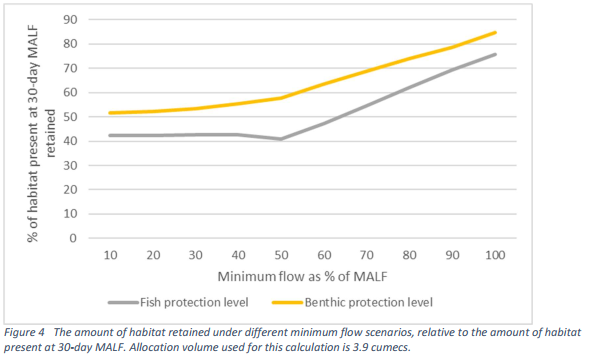 % of habitat present at 30-day MALF
retained
90
80
70
60
50
40
30
20
10
0
10 20 30 40 50 60 70 80 90 100
Minimum flow as % of MALF
Fish protection level Benthic protection level
Figure 4 The amount of habitat retained under different minimum flow scenarios, relative to the amount of habitat
present at 30-day MALF. Allocation volume used for this calculation is 3.9 cumecs.